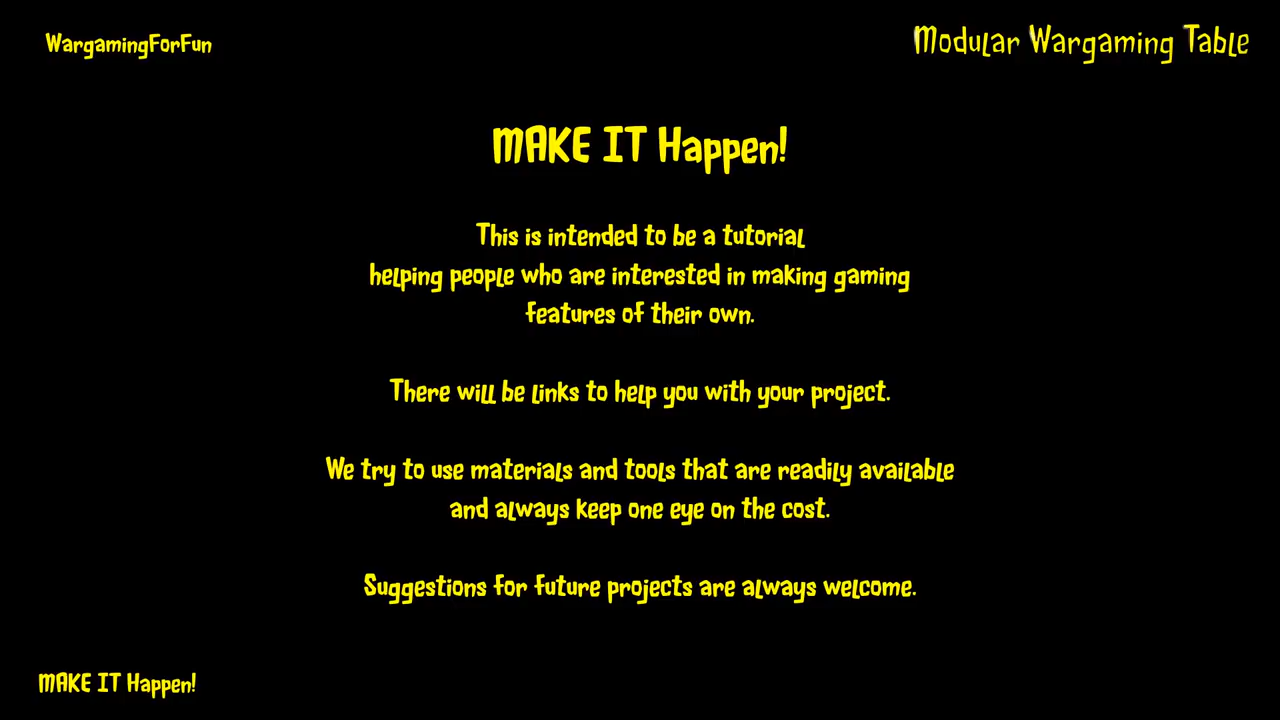 WargamingForFun
Modular Wargaming Table
MAKE IT Happen!
This is intended to be a tutorial
helping people who are interested in making gaming
features of their own.
There will be links to help you with your project.
We try to use materials and tools that are readily available
and always keep one eye on the cost.
Suggestions for future projects are always welcome.
MAKE IT Happen!